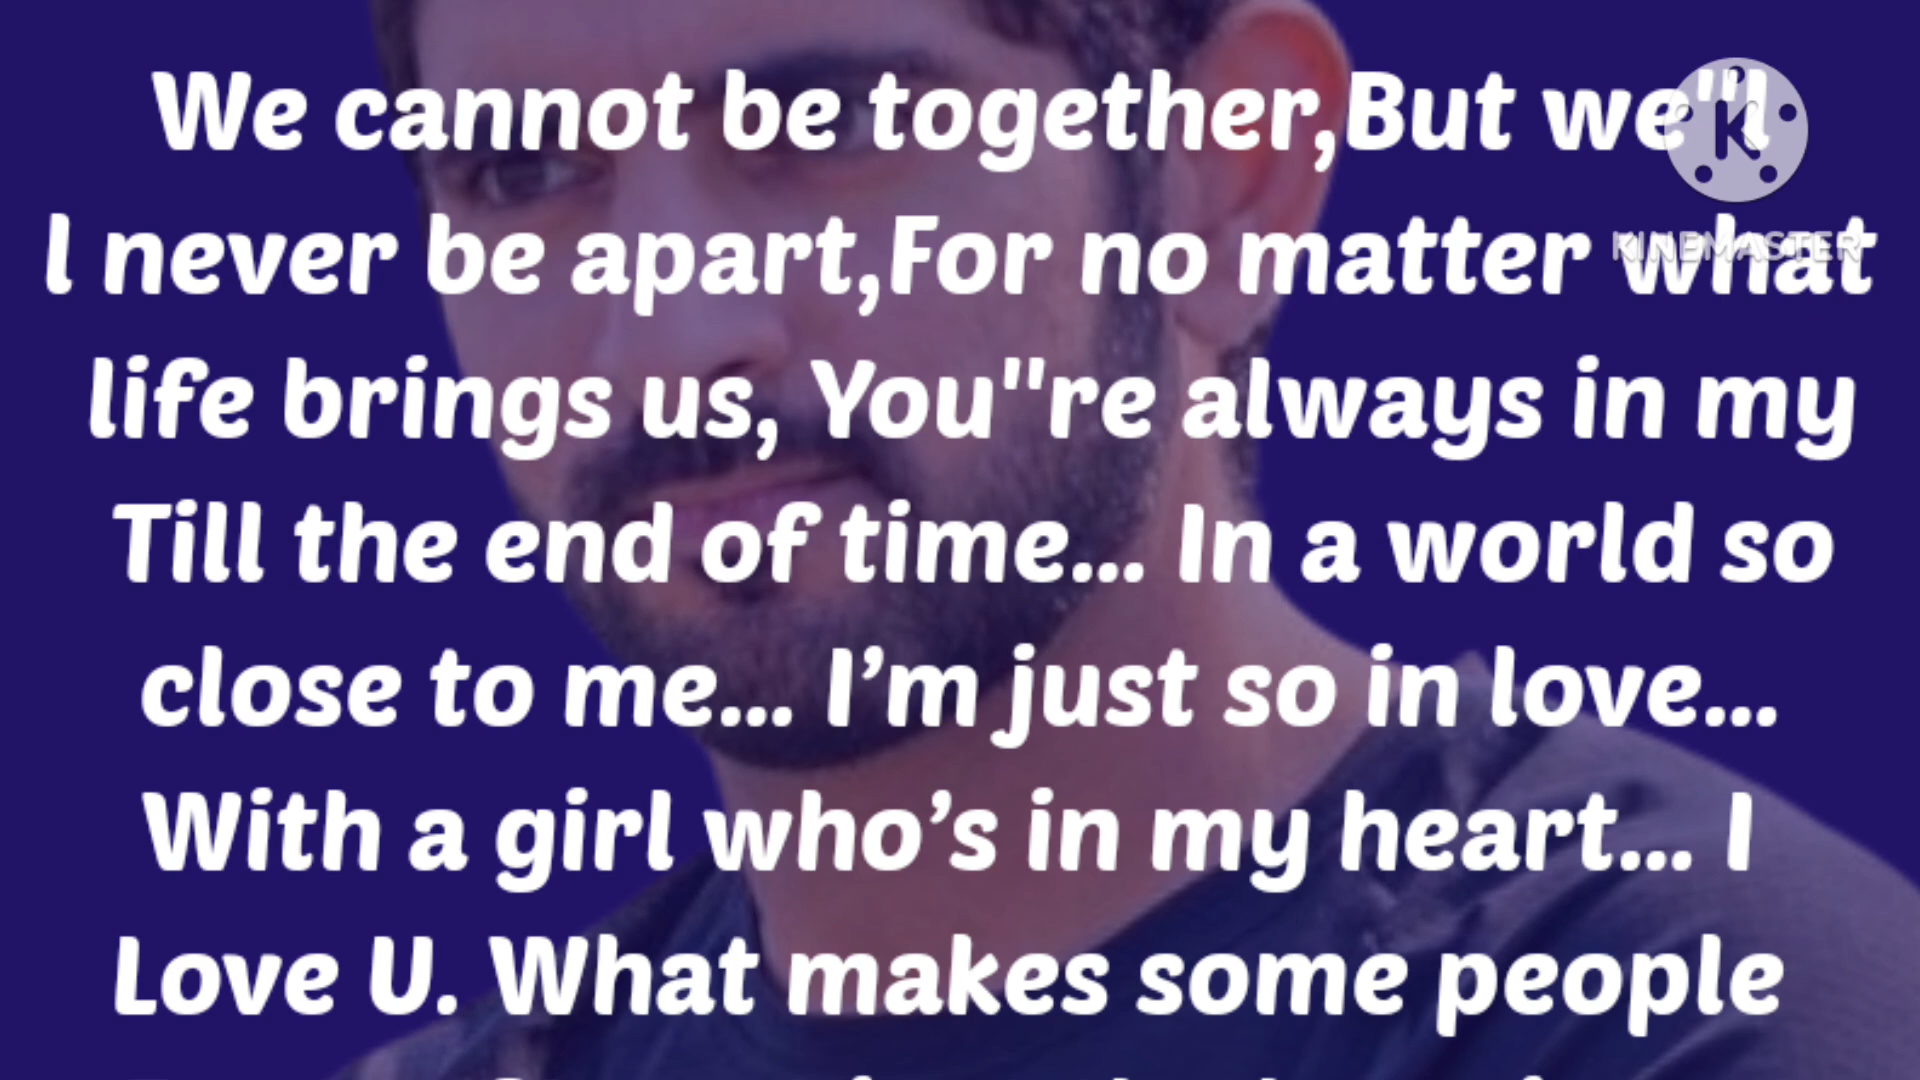 We cannot be together,But we"l
l never be apart,For no matter what
life brings us, You"re always in my
Till the end of time... In a world so
close to me... I’m just so in love...
With a girl who’s in my heart... I
Love U. What makes some people
K
KINEMASTER